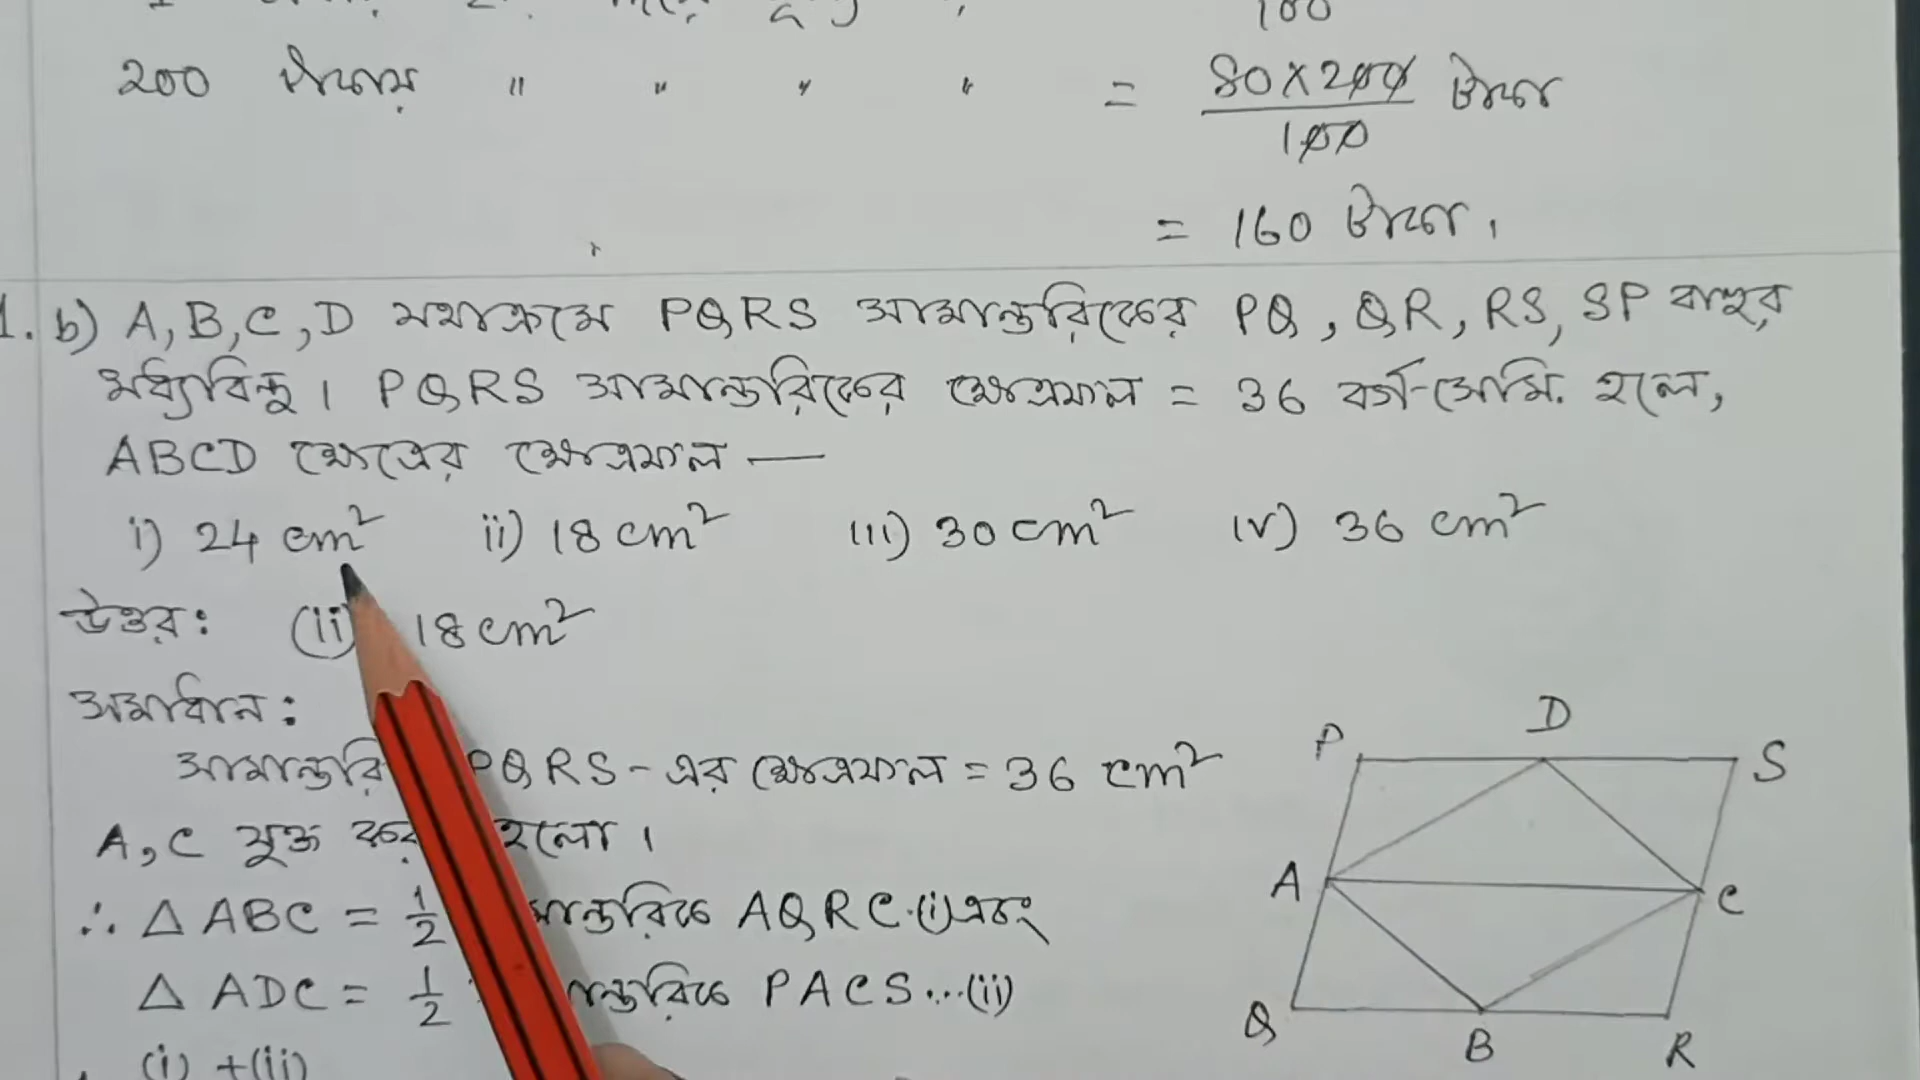 100
200 টাকায় " " " " = 80×200/100 টাকা
= 160 টাকা।
1. b) A, B, C, D যথাক্রমে PQRS সামান্তরিকের PQ, QR, RS, SP বাহুর
মধ্যবিন্দু। PQRS সামান্তরিকের ক্ষেত্রফল = 36 বর্গ-সেমি. হলে,
ABCD ক্ষেত্রের ক্ষেত্রফল —
i) 24 cm² ii) 18 cm² iii) 30 cm² iv) 36 cm²
উত্তর: (ii) 18 cm²
সমাধান:
PQRS-এর ক্ষেত্রফল = 36 cm²
A, C যুক্ত হলো।
∴ △ ABC = 1/2 AQRC..(i) এবং
△ ADC = 1/2 PACS...(ii)
(i) + (ii)
P D S
A C
Q B R